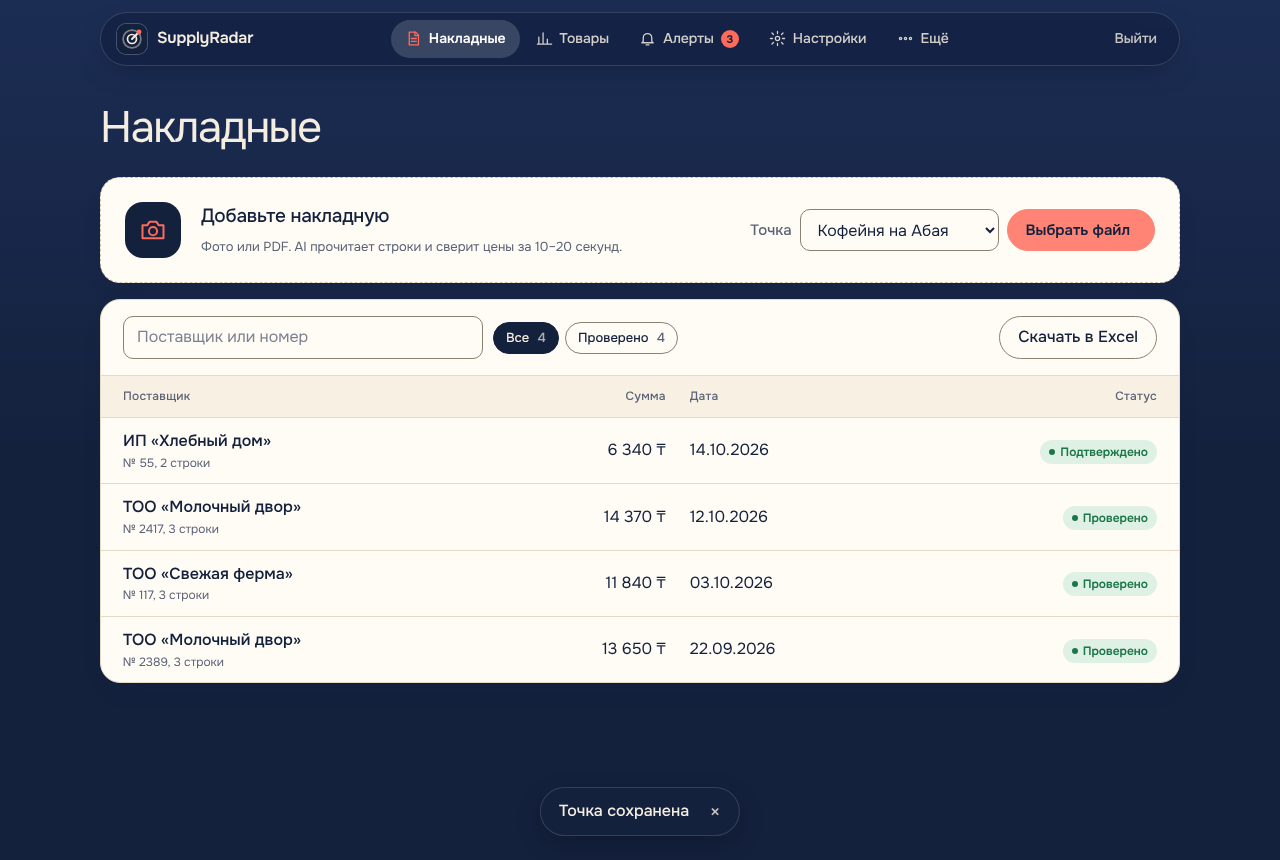 SupplyRadar
Накладные
Товары
Алерты 3
Настройки
Ещё
Выйти
Накладные
Добавьте накладную
Фото или PDF. AI прочитает строки и сверит цены за 10–20 секунд.
Точка
Кофейня на Абая
Выбрать файл
Поставщик или номер
Все 4
Проверено 4
Скачать в Excel
Поставщик Сумма Дата Статус
ИП «Хлебный дом» 6 340 ₸ 14.10.2026 Подтверждено
№ 55, 2 строки
ТОО «Молочный двор» 14 370 ₸ 12.10.2026 Проверено
№ 2417, 3 строки
ТОО «Свежая ферма» 11 840 ₸ 03.10.2026 Проверено
№ 117, 3 строки
ТОО «Молочный двор» 13 650 ₸ 22.09.2026 Проверено
№ 2389, 3 строки
Точка сохранена ×